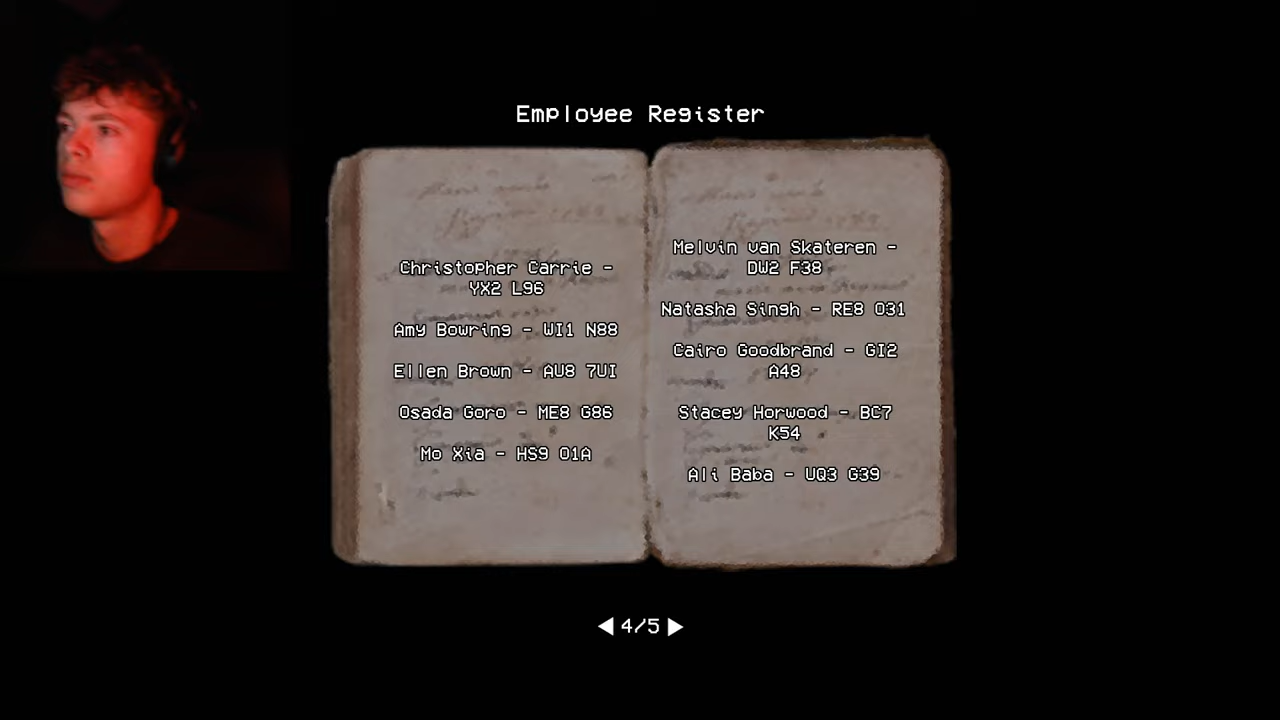 Employee Register
Christopher Carrie -
YX2 L96
Amy Bowring - WI1 N88
Ellen Brown - AU8 7UI
Osada Goro - ME8 G86
Mo Xia - HS9 O1A
Melvin van Skateren -
DW2 F38
Natasha Singh - RE8 O31
Cairo Goodbrand - GI2
A48
Stacey Horwood - BC7
K54
Ali Baba - UQ3 G39
◀ 4/5 ▶